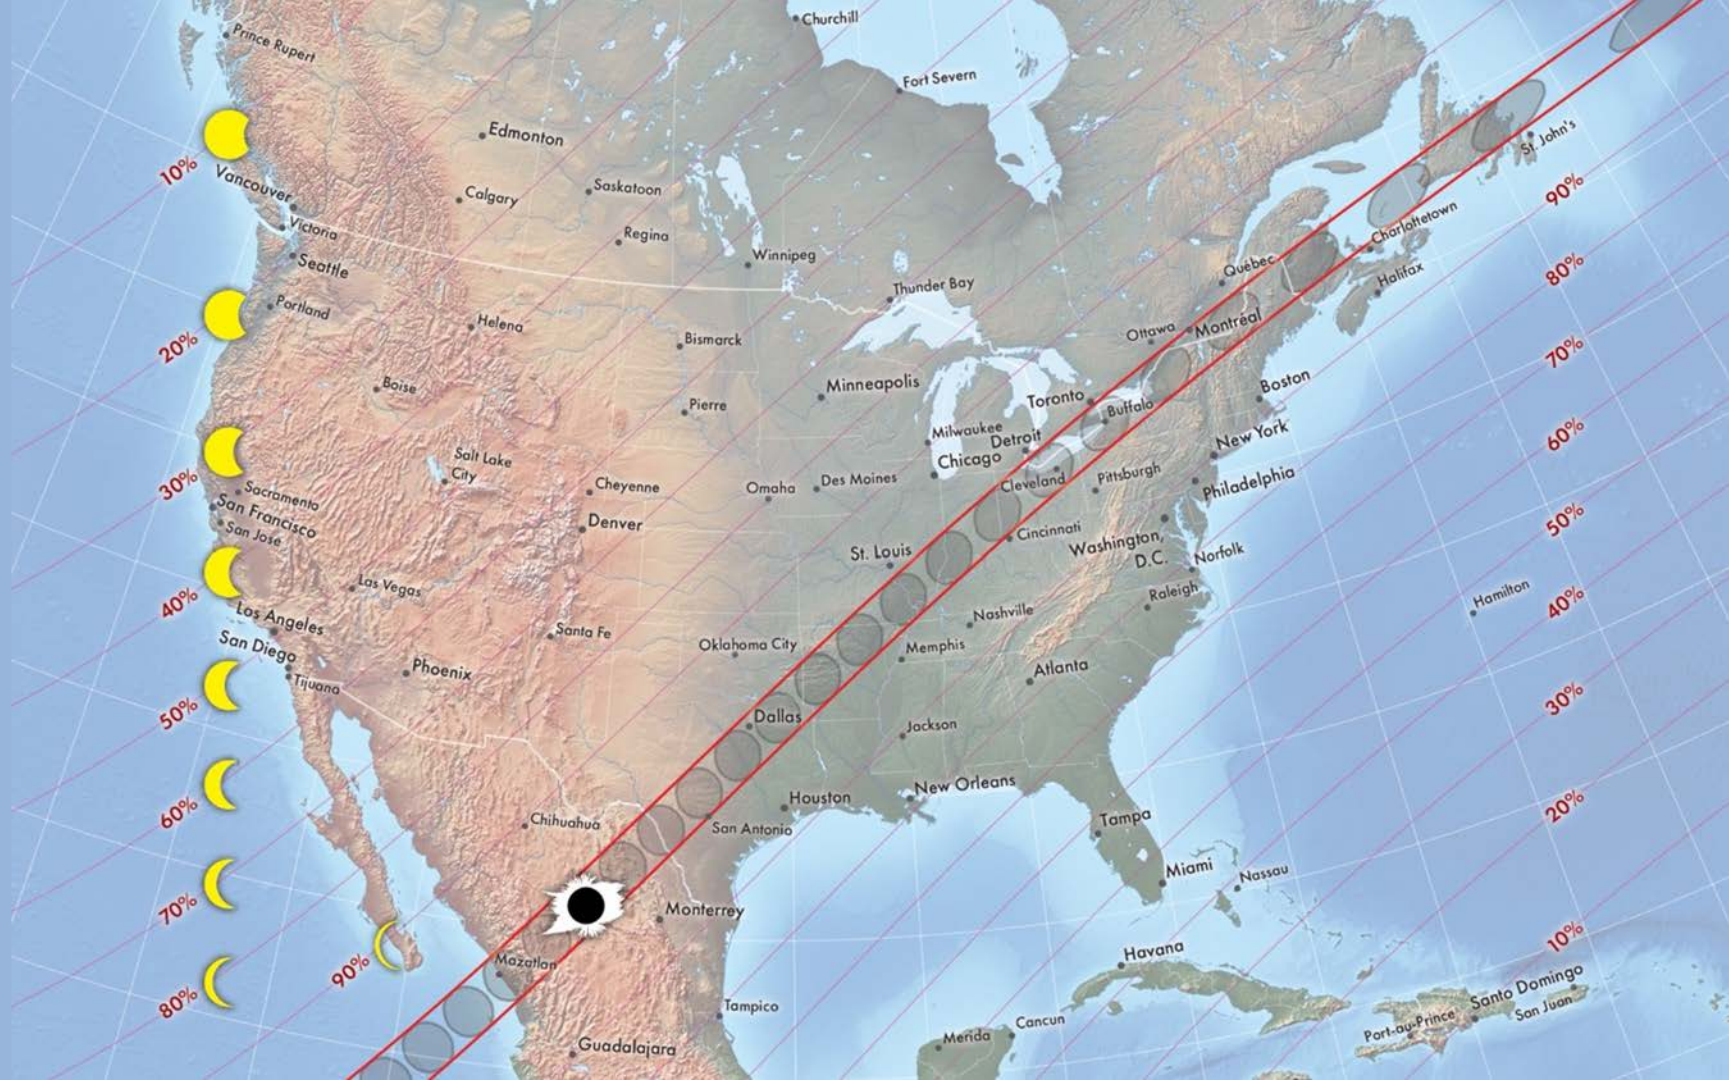 Churchill
Prince Rupert
Fort Severn
Edmonton
St. John's
10%
Vancouver
Calgary
Saskatoon
90%
Victoria
Regina
Charlottetown
Seattle
Winnipeg
Québec
Halifax
80%
Portland
Helena
Thunder Bay
Ottawa
Montréal
20%
Bismarck
70%
Boise
Minneapolis
Boston
Pierre
Toronto
Buffalo
Milwaukee
Detroit
New York
60%
Salt Lake
City
Chicago
30%
Sacramento
Cheyenne
Omaha
Des Moines
Cleveland
Pittsburgh
Philadelphia
San Francisco
San José
Denver
Cincinnati
50%
St. Louis
Washington,
D.C.
Norfolk
40%
Las Vegas
Raleigh
Hamilton
40%
Los Angeles
Santa Fe
Nashville
San Diego
Oklahoma City
Memphis
Phoenix
Atlanta
Tijuana
30%
50%
Dallas
Jackson
60%
Houston
New Orleans
20%
Chihuahua
San Antonio
Tampa
Miami
Nassau
70%
Monterrey
10%
90%
Mazatlan
Havana
80%
Tampico
Santo Domingo
San Juan
Cancun
Port-au-Prince
Guadalajara
Merida